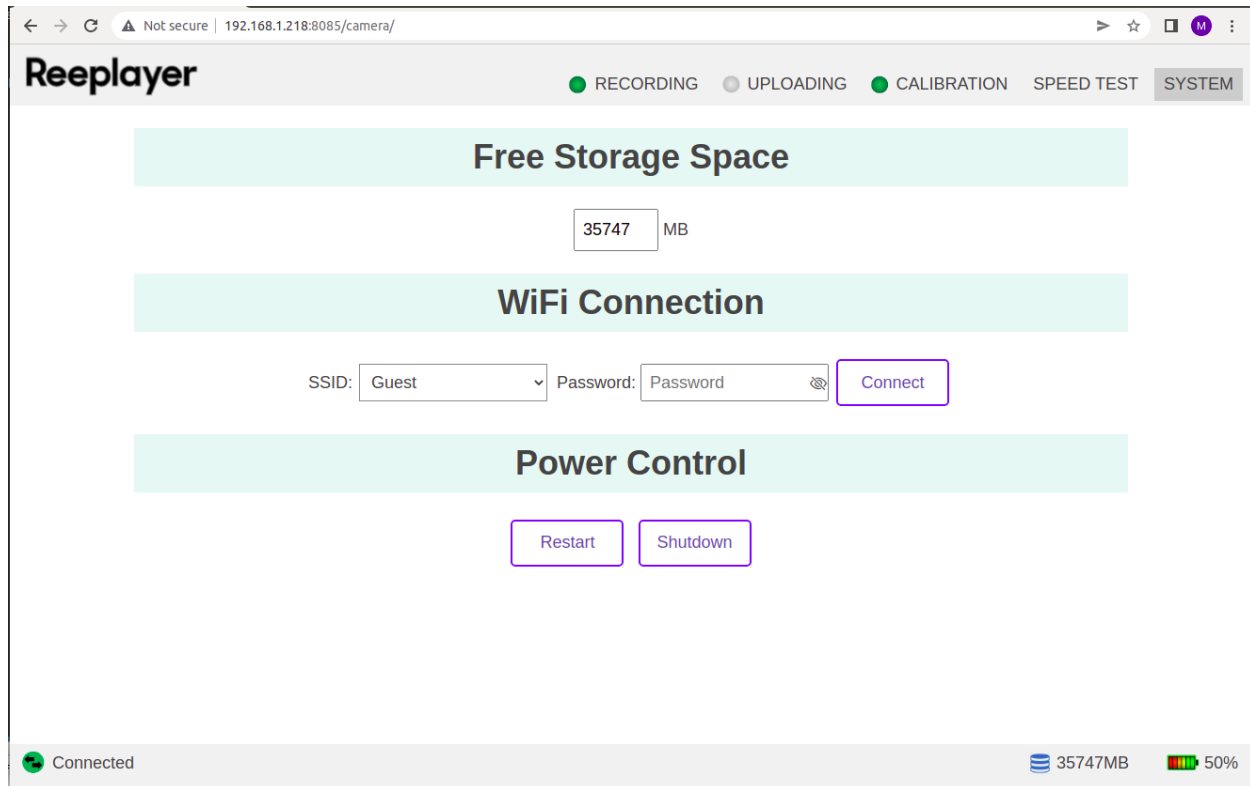 Not secure 192.168.1.218:8085/camera/ M
Reeplayer RECORDING UPLOADING CALIBRATION SPEED TEST SYSTEM
Free Storage Space
35747 MB
WiFi Connection
SSID: Guest Password: Password Connect
Power Control
Restart Shutdown
Connected 35747MB 50%